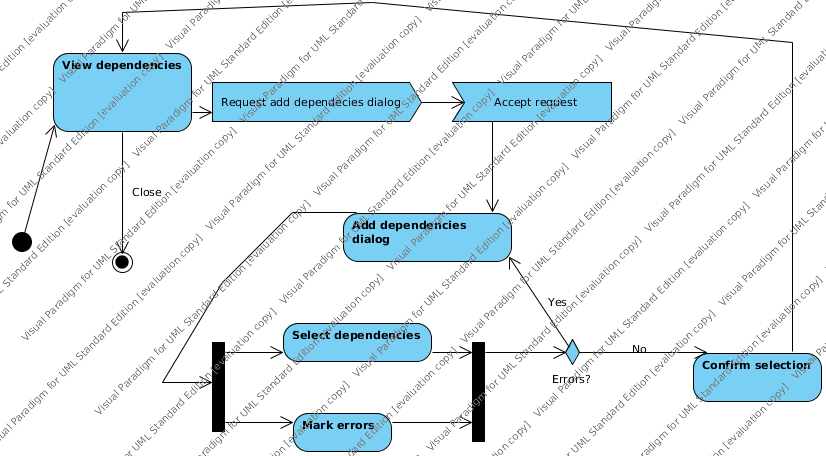 View dependencies
Request add dependencies dialog
Accept request
Close
Add dependencies
dialog
Yes
Select dependencies
No
Confirm selection
Errors?
Mark errors
Visual Paradigm for UML Standard Edition [evaluation copy]